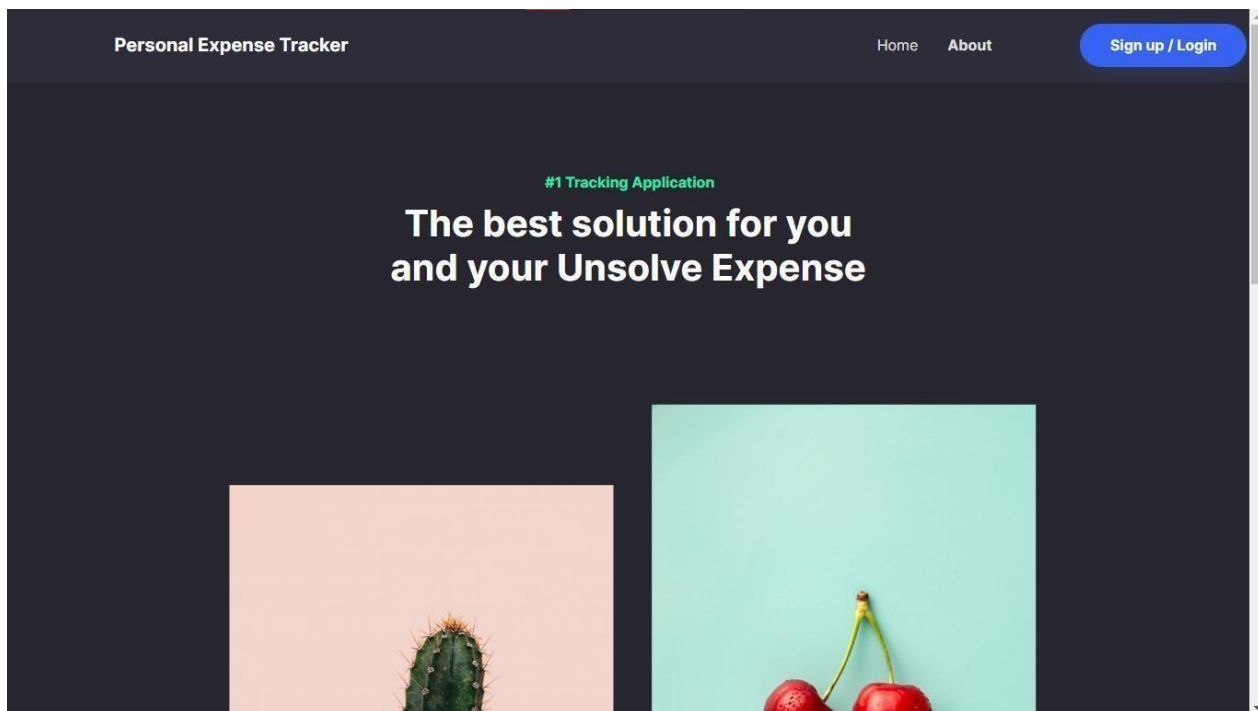 Personal Expense Tracker
Home
About
Sign up / Login
#1 Tracking Application
The best solution for you
and your Unsolve Expense